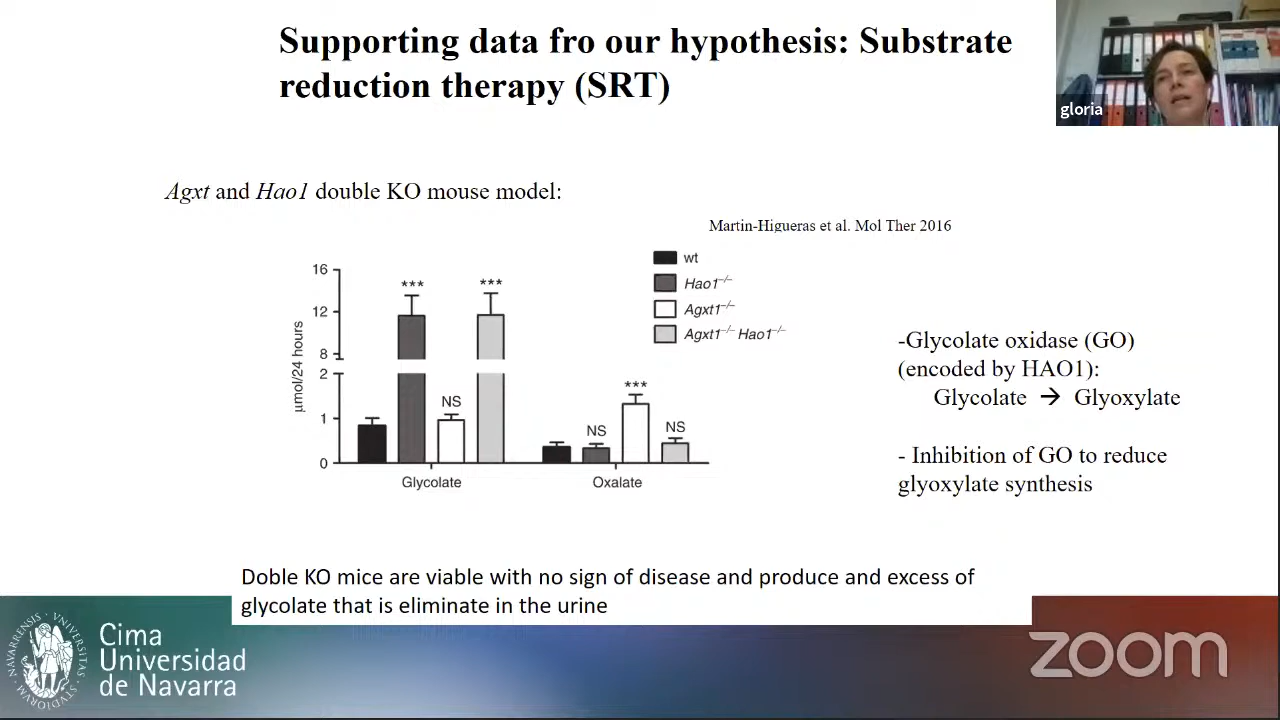 Supporting data fro our hypothesis: Substrate
reduction therapy (SRT)
gloria
Agxt and Hao1 double KO mouse model:
Martin-Higueras et al. Mol Ther 2016
wt
Hao1−/−
Agxt1−/−
Agxt1−/− Hao1−/−
µmol/24 hours
16
12
8
2
1
0
***
NS
***
NS
***
NS
Glycolate
Oxalate
-Glycolate oxidase (GO)
(encoded by HAO1):
Glycolate → Glyoxylate
- Inhibition of GO to reduce
glyoxylate synthesis
Doble KO mice are viable with no sign of disease and produce and excess of
glycolate that is eliminate in the urine
Cima
Universidad
de Navarra
zoom